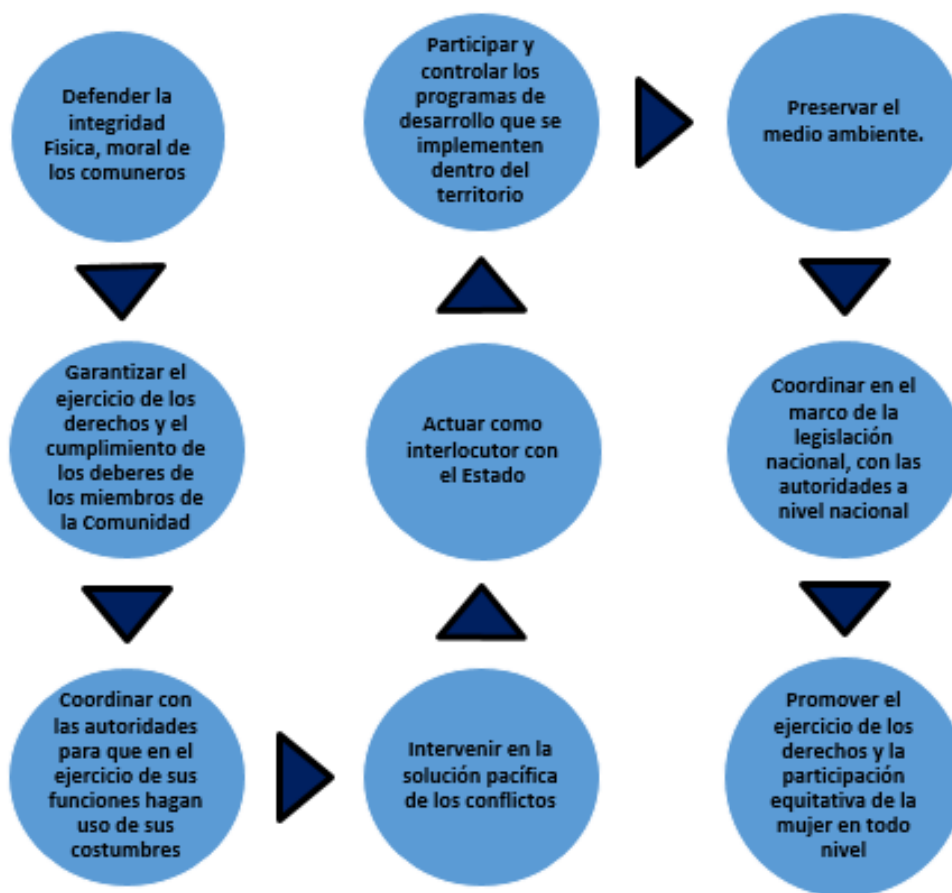 Defender la
integridad
Fisica, moral de
los comuneros
Garantizar el
ejercicio de los
derechos y el
cumplimiento de
los deberes de
los miembros de
la Comunidad
Coordinar con
las autoridades
para que en el
ejercicio de sus
funciones hagan
uso de sus
costumbres
Intervenir en la
solución pacífica
de los conflictos
Actuar como
interlocutor con
el Estado
Participar y
controlar los
programas de
desarrollo que se
implementen
dentro del
territorio
Preservar el
medio ambiente.
Coordinar en el
marco de la
legislación
nacional, con las
autoridades a
nivel nacional
Promover el
ejercicio de los
derechos y la
participación
equitativa de la
mujer en todo
nivel